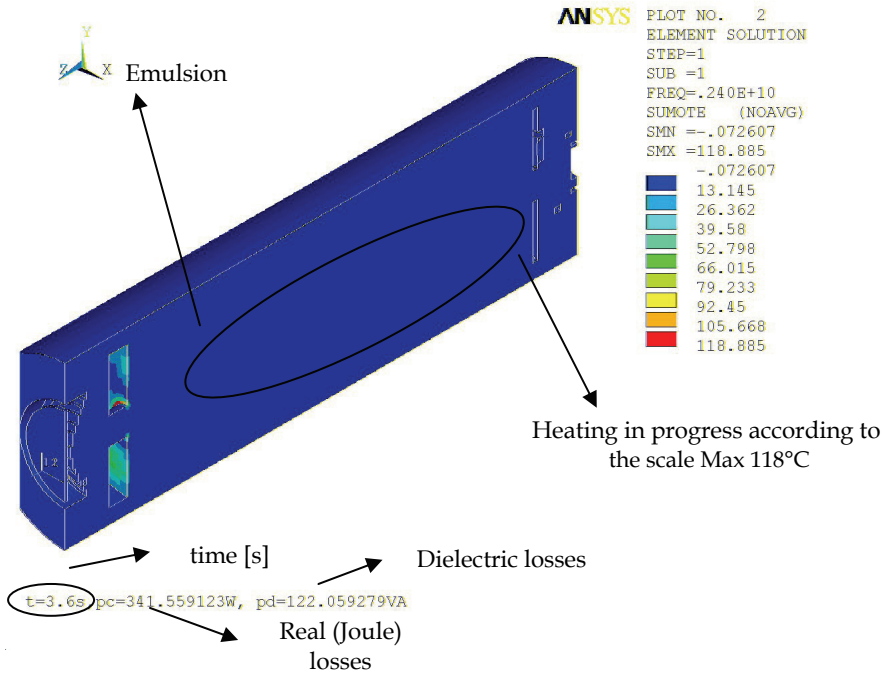 ANSYS
PLOT NO. 2
ELEMENT SOLUTION
STEP=1
SUB =1
FREQ=.240E+10
SUMOTE (NOAVG)
SMN =-.072607
SMX =118.885
-.072607
13.145
26.362
39.58
52.798
66.015
79.233
92.45
105.668
118.885
Y
Z X
Emulsion
Heating in progress according to
the scale Max 118°C
time [s]
Dielectric losses
t=3.6s,pc=341.559123W, pd=122.059279VA
Real (Joule)
losses